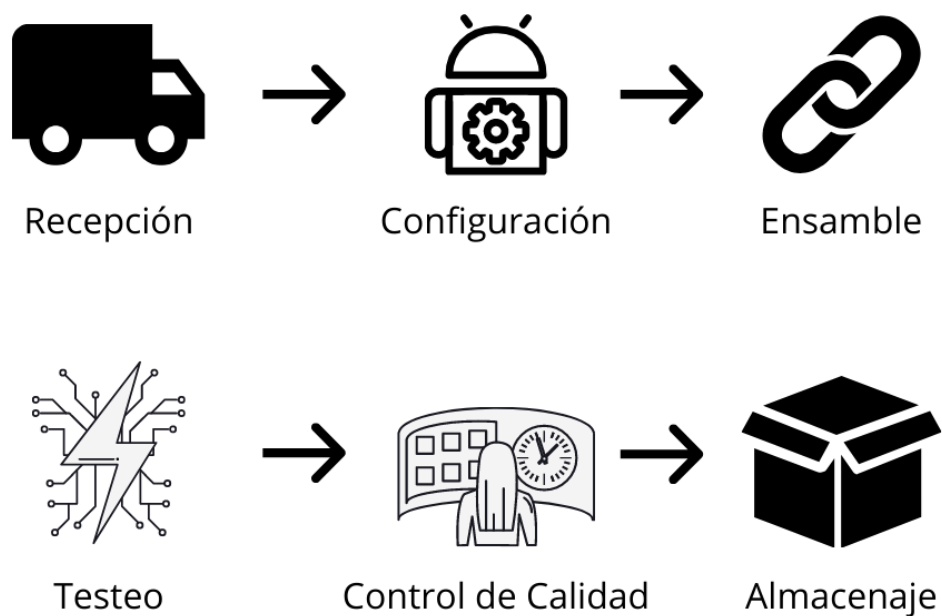 Recepción
Configuración
Ensamble
Testeo
Control de Calidad
Almacenaje